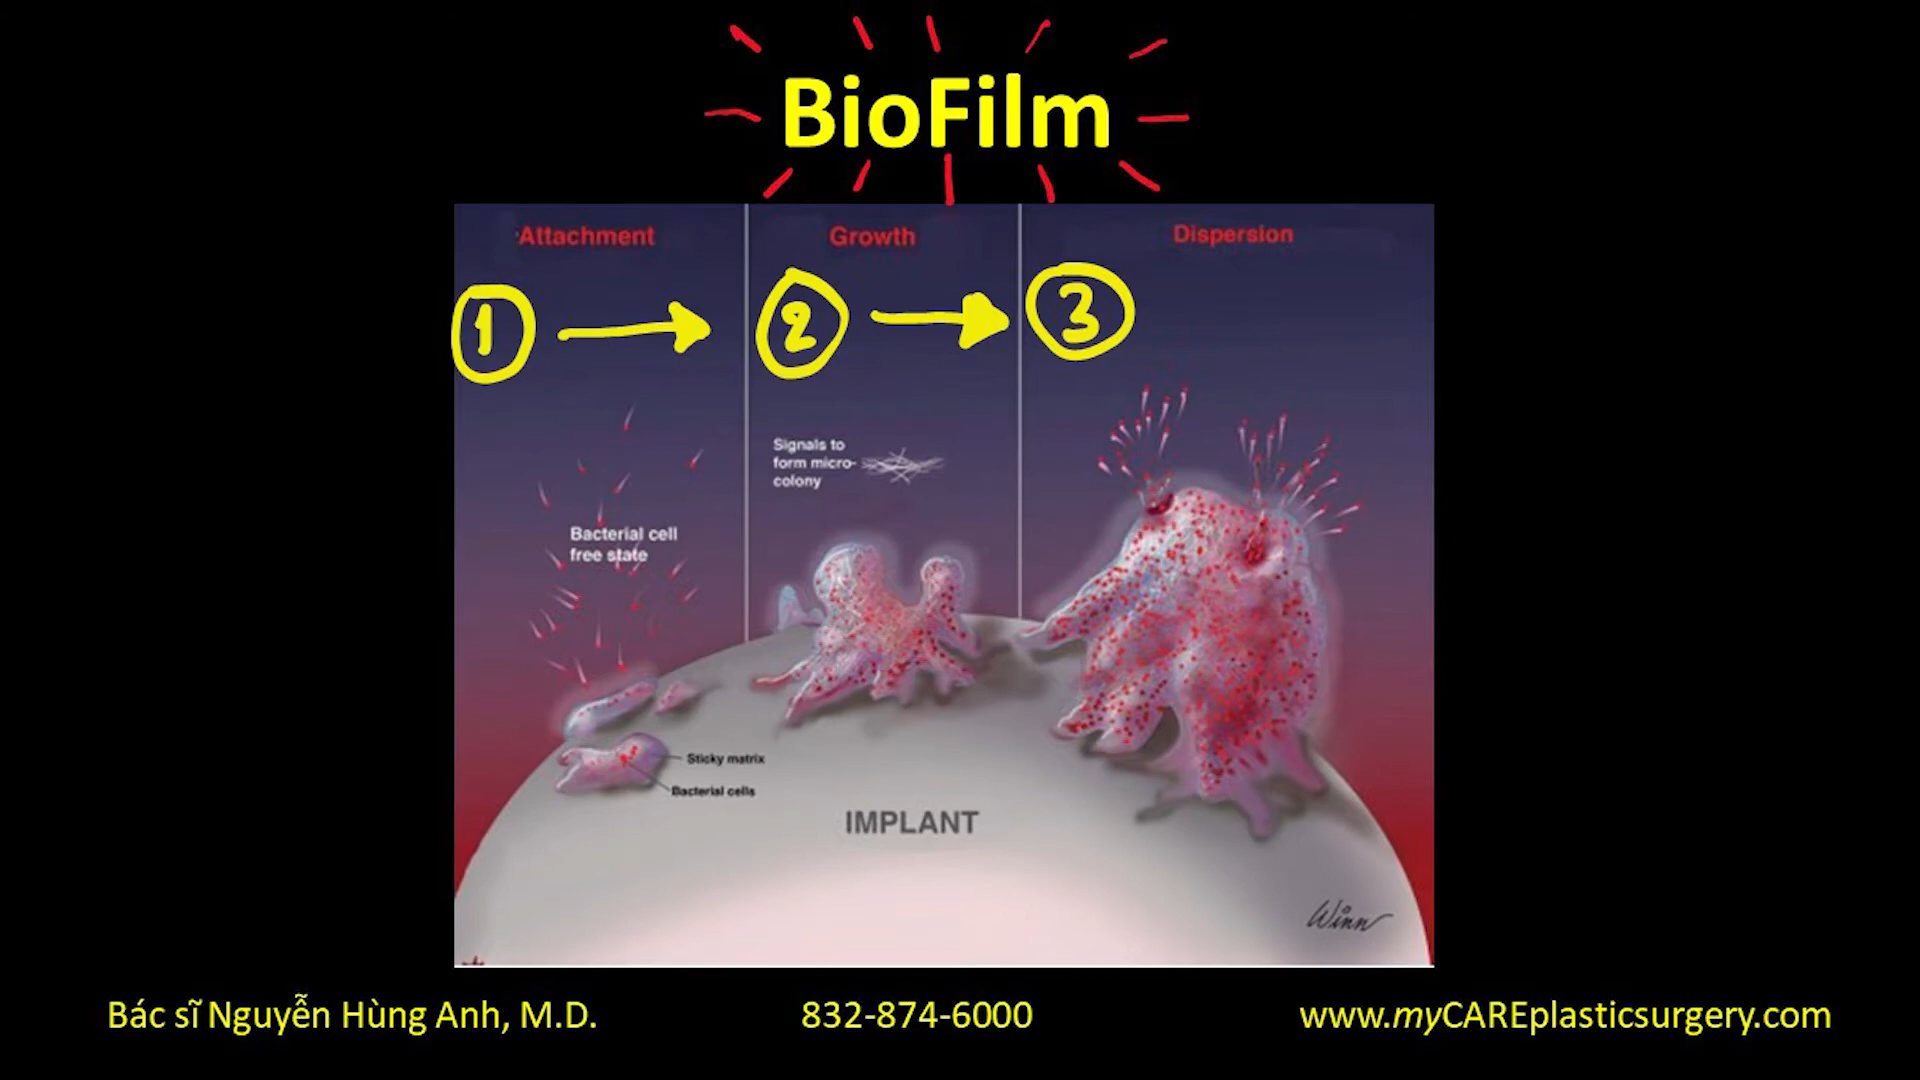 BioFilm
Attachment
Growth
Dispersion
1
2
3
Signals to
form micro-
colony
Bacterial cell
free state
Sticky matrix
Bacterial cells
IMPLANT
Winn
Bác sĩ Nguyễn Hùng Anh, M.D.
832-874-6000
www.myCAREplasticsurgery.com